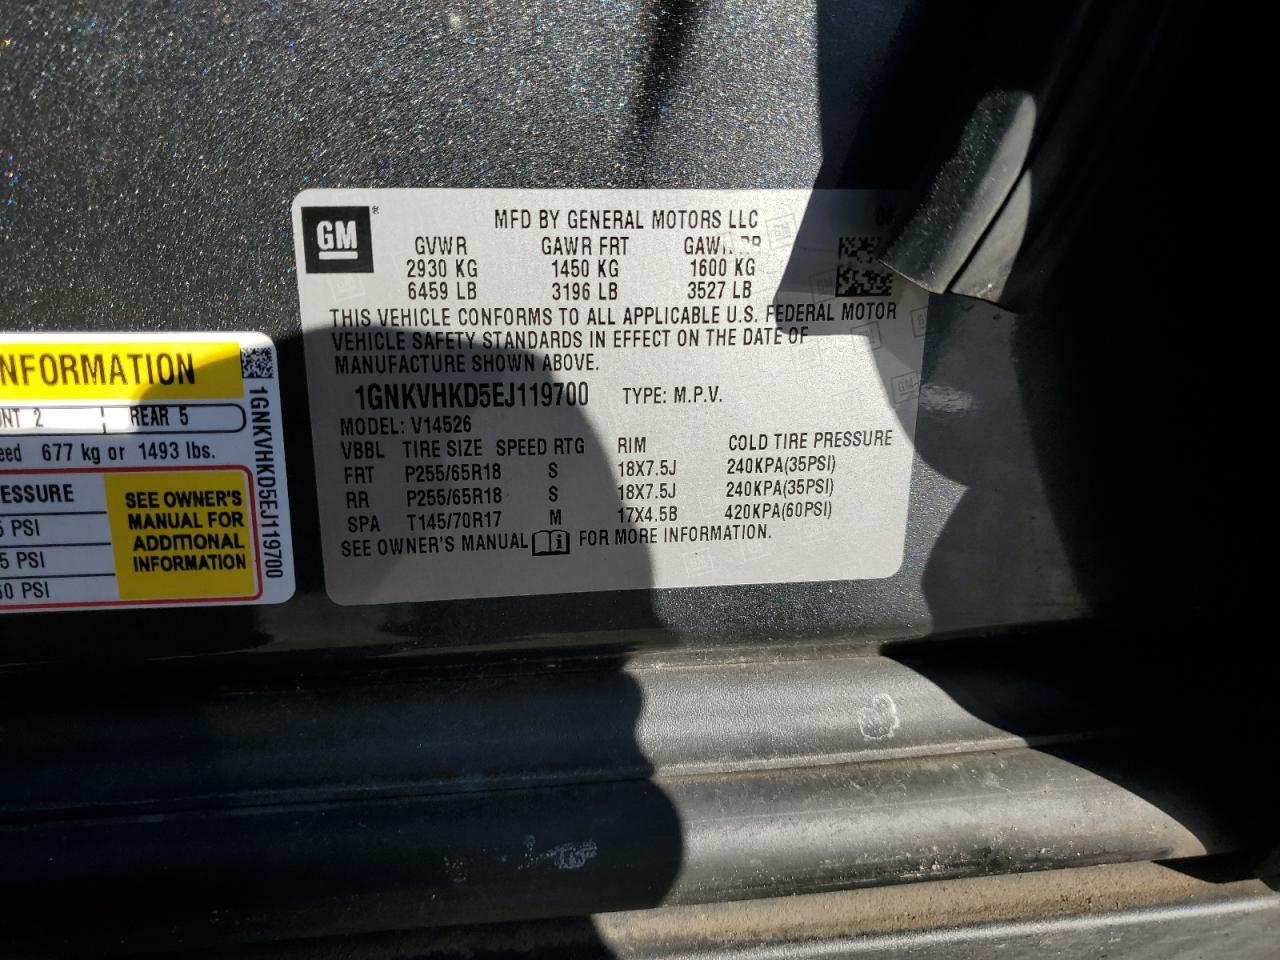 GM
MFD BY GENERAL MOTORS LLC
GVWR GAWR FRT
2930 KG 1450 KG 1600 KG
6459 LB 3196 LB 3527 LB
THIS VEHICLE CONFORMS TO ALL APPLICABLE U.S. FEDERAL MOTOR
VEHICLE SAFETY STANDARDS IN EFFECT ON THE DATE OF
MANUFACTURE SHOWN ABOVE.
1GNKVHKD5EJ119700 TYPE: M.P.V.
MODEL: V14526
VBBL TIRE SIZE SPEED RTG RIM COLD TIRE PRESSURE
FRT P255/65R18 S 18X7.5J 240KPA(35PSI)
RR P255/65R18 S 18X7.5J 240KPA(35PSI)
SPA T145/70R17 M 17X4.5B 420KPA(60PSI)
SEE OWNER'S MANUAL FOR MORE INFORMATION.
NFORMATION
NT 2 REAR 5
eed 677 kg or 1493 lbs.
ESSURE
5 PSI
5 PSI
60 PSI
SEE OWNER'S
MANUAL FOR
ADDITIONAL
INFORMATION
1GNKVHKD5EJ119700